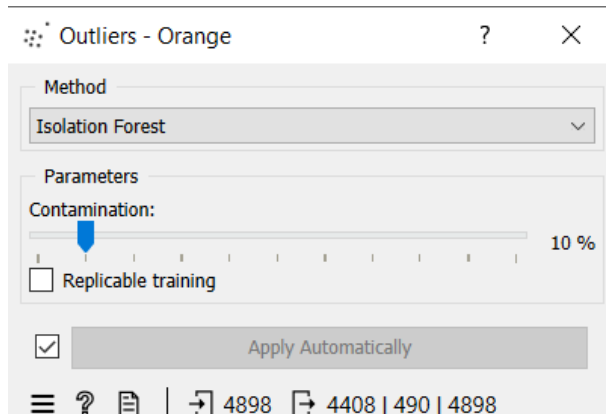 Outliers - Orange ? ×
Method
Isolation Forest
Parameters
Contamination:
10 %
Replicable training
Apply Automatically
? 4898 4408 | 490 | 4898